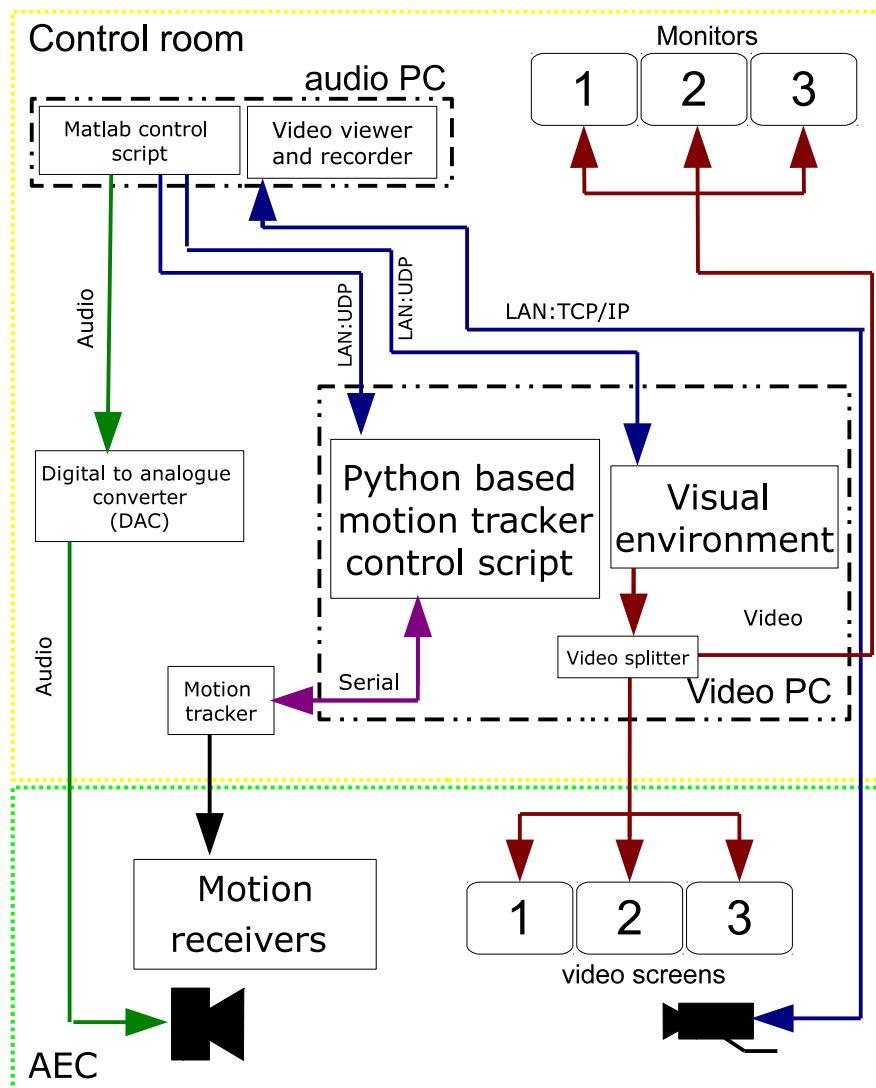 Control room
audio PC
Matlab control
script
Video viewer
and recorder
Monitors
1
2
3
Audio
LAN:UDP
LAN:UDP
LAN:TCP/IP
Digital to analogue
converter
(DAC)
Python based
motion tracker
control script
Visual
environment
Video
Video splitter
Video PC
Audio
Motion
tracker
Serial
Motion
receivers
1
2
3
video screens
AEC